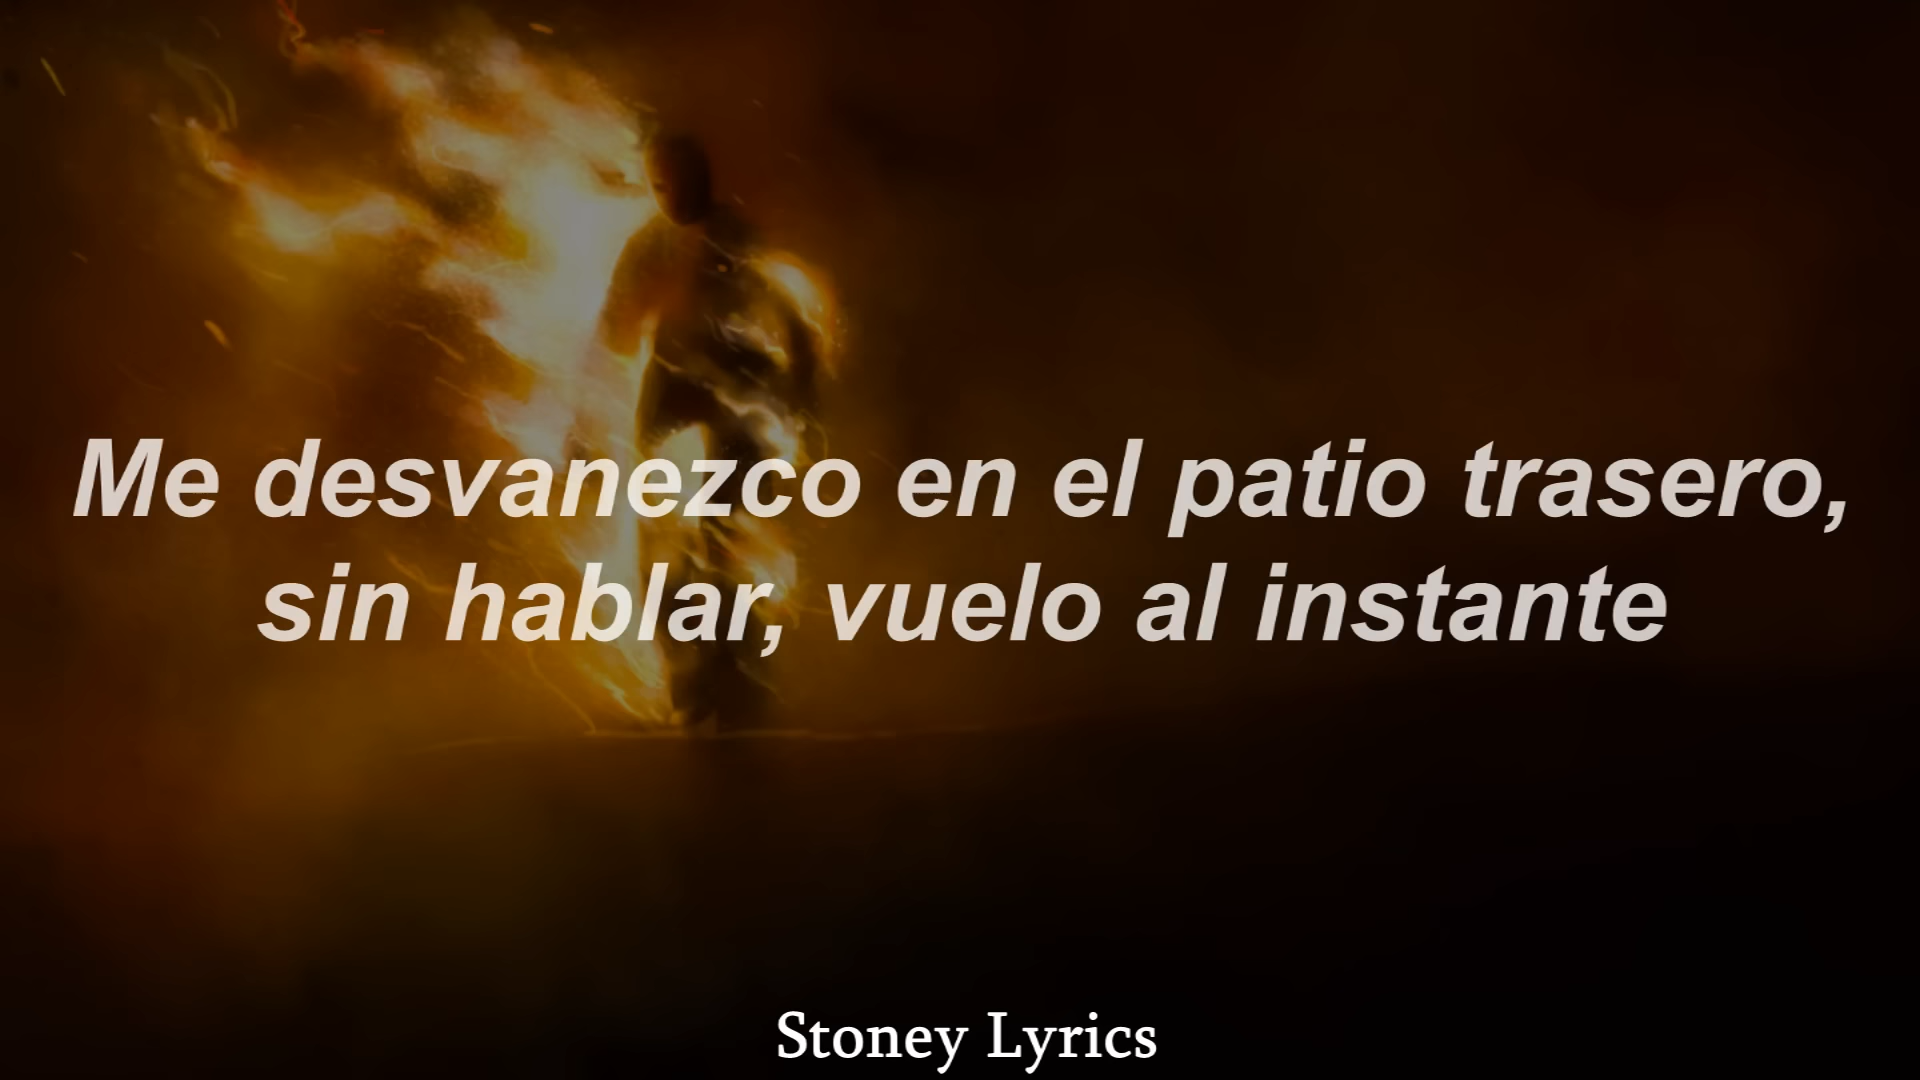 Me desvanezco en el patio trasero,
sin hablar, vuelo al instante
Stoney Lyrics